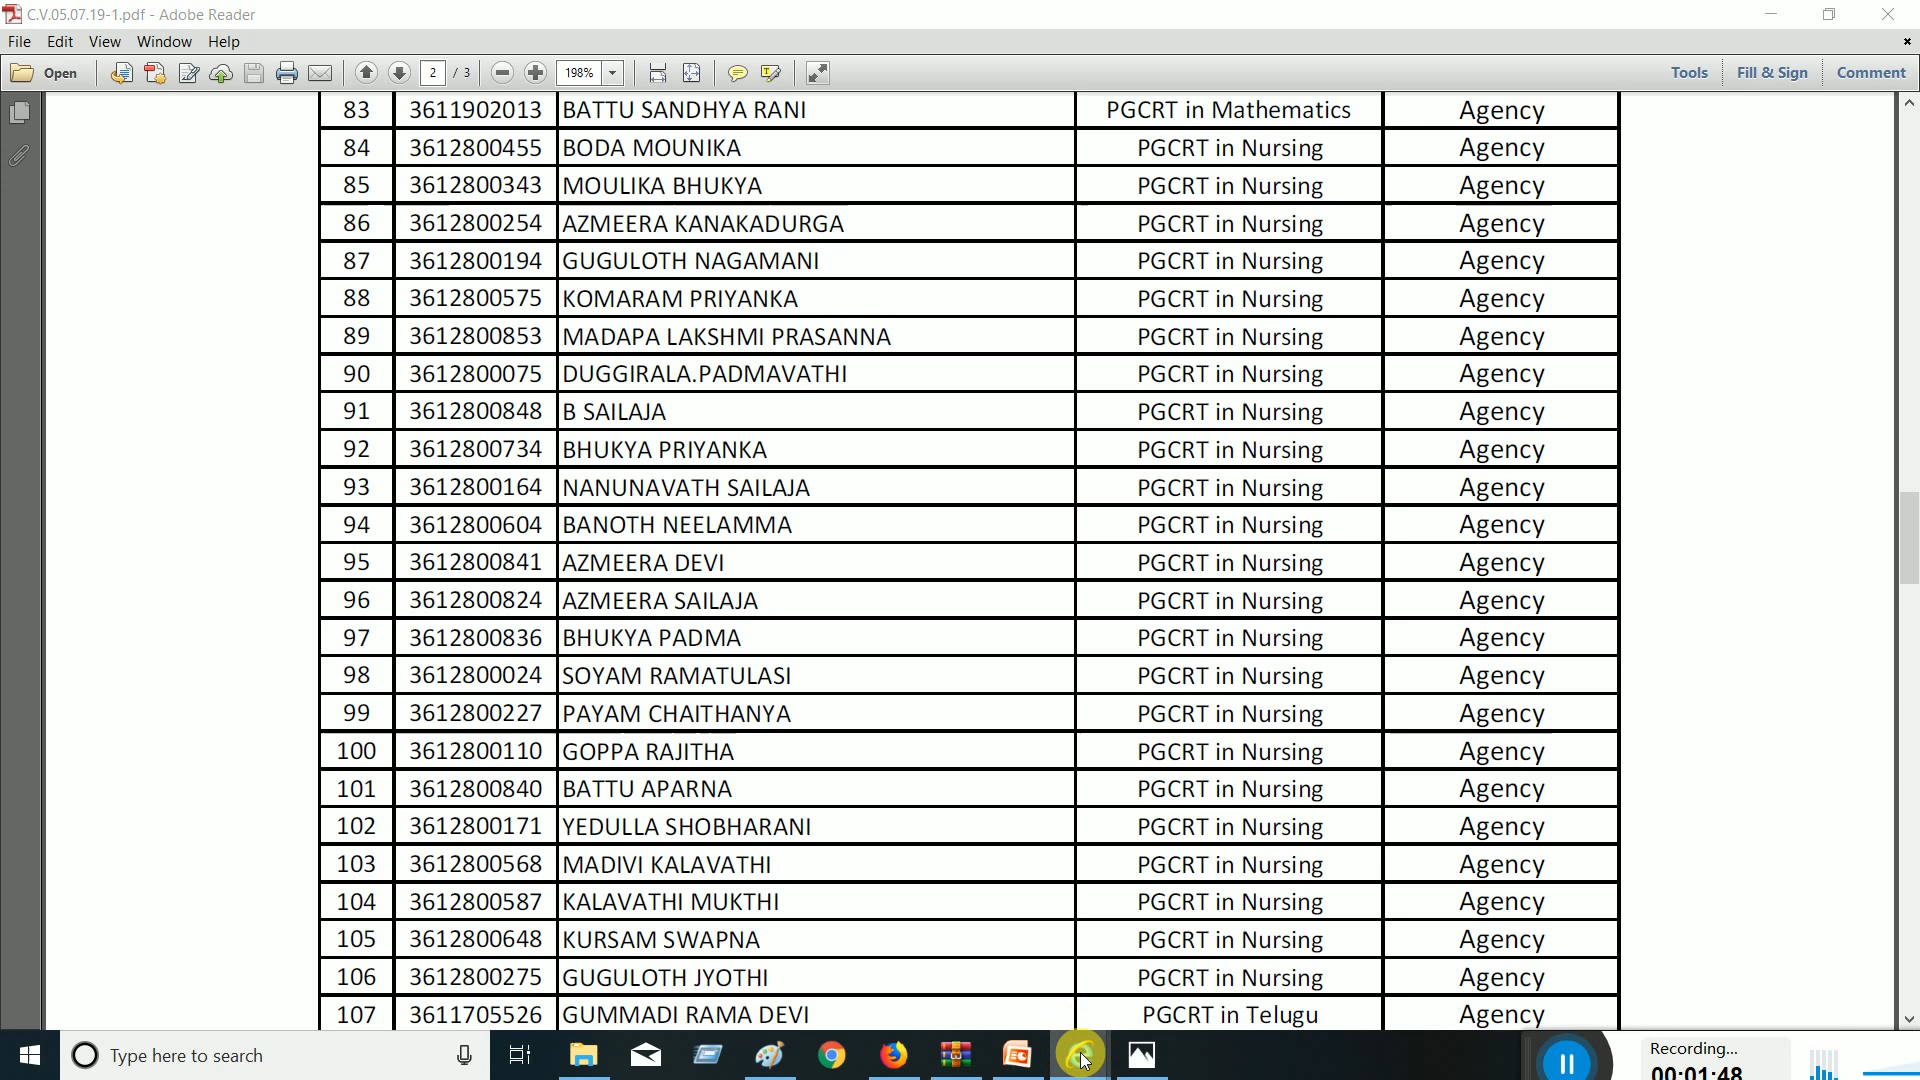 C.V.05.07.19-1.pdf - Adobe Reader
File Edit View Window Help
Open 2 / 3 198% Tools Fill & Sign Comment
83 3611902013 BATTU SANDHYA RANI PGCRT in Mathematics Agency
84 3612800455 BODA MOUNIKA PGCRT in Nursing Agency
85 3612800343 MOULIKA BHUKYA PGCRT in Nursing Agency
86 3612800254 AZMEERA KANAKADURGA PGCRT in Nursing Agency
87 3612800194 GUGULOTH NAGAMANI PGCRT in Nursing Agency
88 3612800575 KOMARAM PRIYANKA PGCRT in Nursing Agency
89 3612800853 MADAPA LAKSHMI PRASANNA PGCRT in Nursing Agency
90 3612800075 DUGGIRALA.PADMAVATHI PGCRT in Nursing Agency
91 3612800848 B SAILAJA PGCRT in Nursing Agency
92 3612800734 BHUKYA PRIYANKA PGCRT in Nursing Agency
93 3612800164 NANUNAVATH SAILAJA PGCRT in Nursing Agency
94 3612800604 BANOTH NEELAMMA PGCRT in Nursing Agency
95 3612800841 AZMEERA DEVI PGCRT in Nursing Agency
96 3612800824 AZMEERA SAILAJA PGCRT in Nursing Agency
97 3612800836 BHUKYA PADMA PGCRT in Nursing Agency
98 3612800024 SOYAM RAMATULASI PGCRT in Nursing Agency
99 3612800227 PAYAM CHAITHANYA PGCRT in Nursing Agency
100 3612800110 GOPPA RAJITHA PGCRT in Nursing Agency
101 3612800840 BATTU APARNA PGCRT in Nursing Agency
102 3612800171 YEDULLA SHOBHARANI PGCRT in Nursing Agency
103 3612800568 MADIVI KALAVATHI PGCRT in Nursing Agency
104 3612800587 KALAVATHI MUKTHI PGCRT in Nursing Agency
105 3612800648 KURSAM SWAPNA PGCRT in Nursing Agency
106 3612800275 GUGULOTH JYOTHI PGCRT in Nursing Agency
107 3611705526 GUMMADI RAMA DEVI PGCRT in Telugu Agency
Type here to search
Recording...
00:01:48